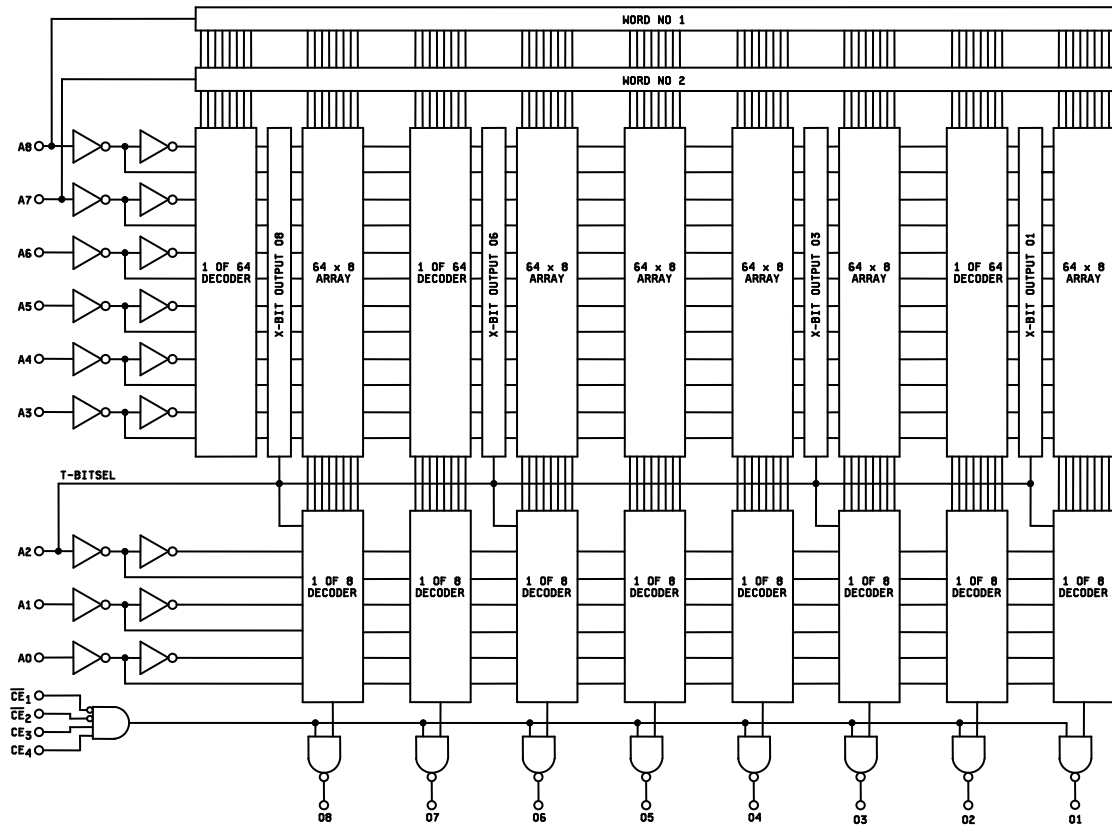 WORD NO 1
WORD NO 2
A8
A7
A6
A5
A4
A3
1 OF 64
DECODER
X-BIT OUTPUT 08
64 x 8
ARRAY
1 OF 64
DECODER
X-BIT OUTPUT 06
64 x 8
ARRAY
64 x 8
ARRAY
64 x 8
ARRAY
X-BIT OUTPUT 03
64 x 8
ARRAY
1 OF 64
DECODER
X-BIT OUTPUT 01
64 x 8
ARRAY
T-BITSEL
A2
A1
A0
1 OF 8
DECODER
1 OF 8
DECODER
1 OF 8
DECODER
1 OF 8
DECODER
1 OF 8
DECODER
1 OF 8
DECODER
1 OF 8
DECODER
1 OF 8
DECODER
C̅E̅1
C̅E̅2
CE3
CE4
08
07
06
05
04
03
02
01